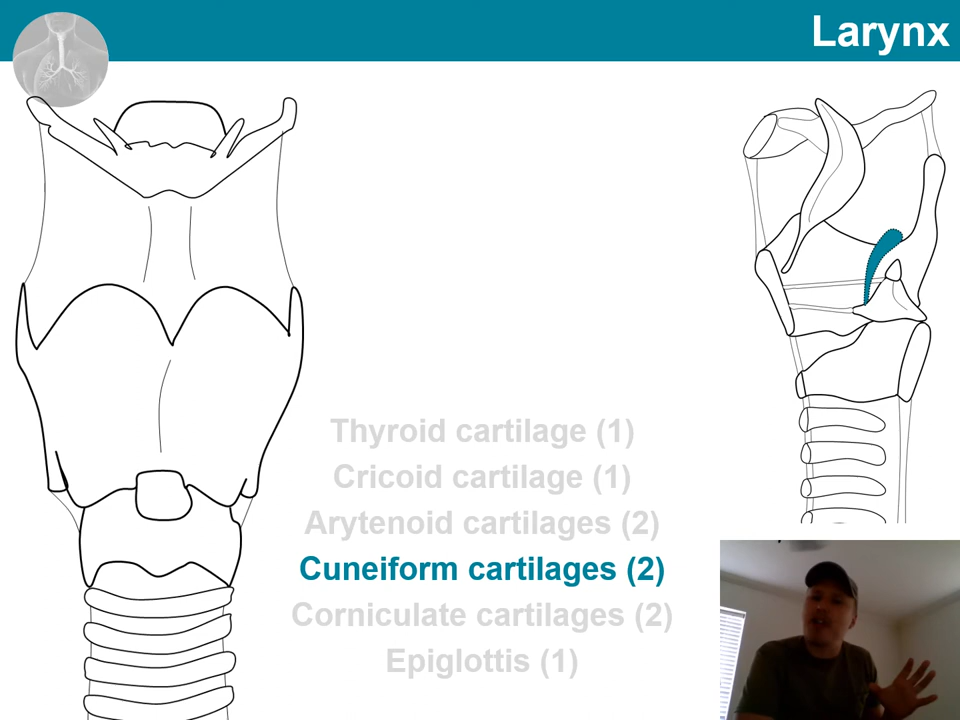 Larynx
Thyroid cartilage (1)
Cricoid cartilage (1)
Arytenoid cartilages (2)
Cuneiform cartilages (2)
Corniculate cartilages (2)
Epiglottis (1)